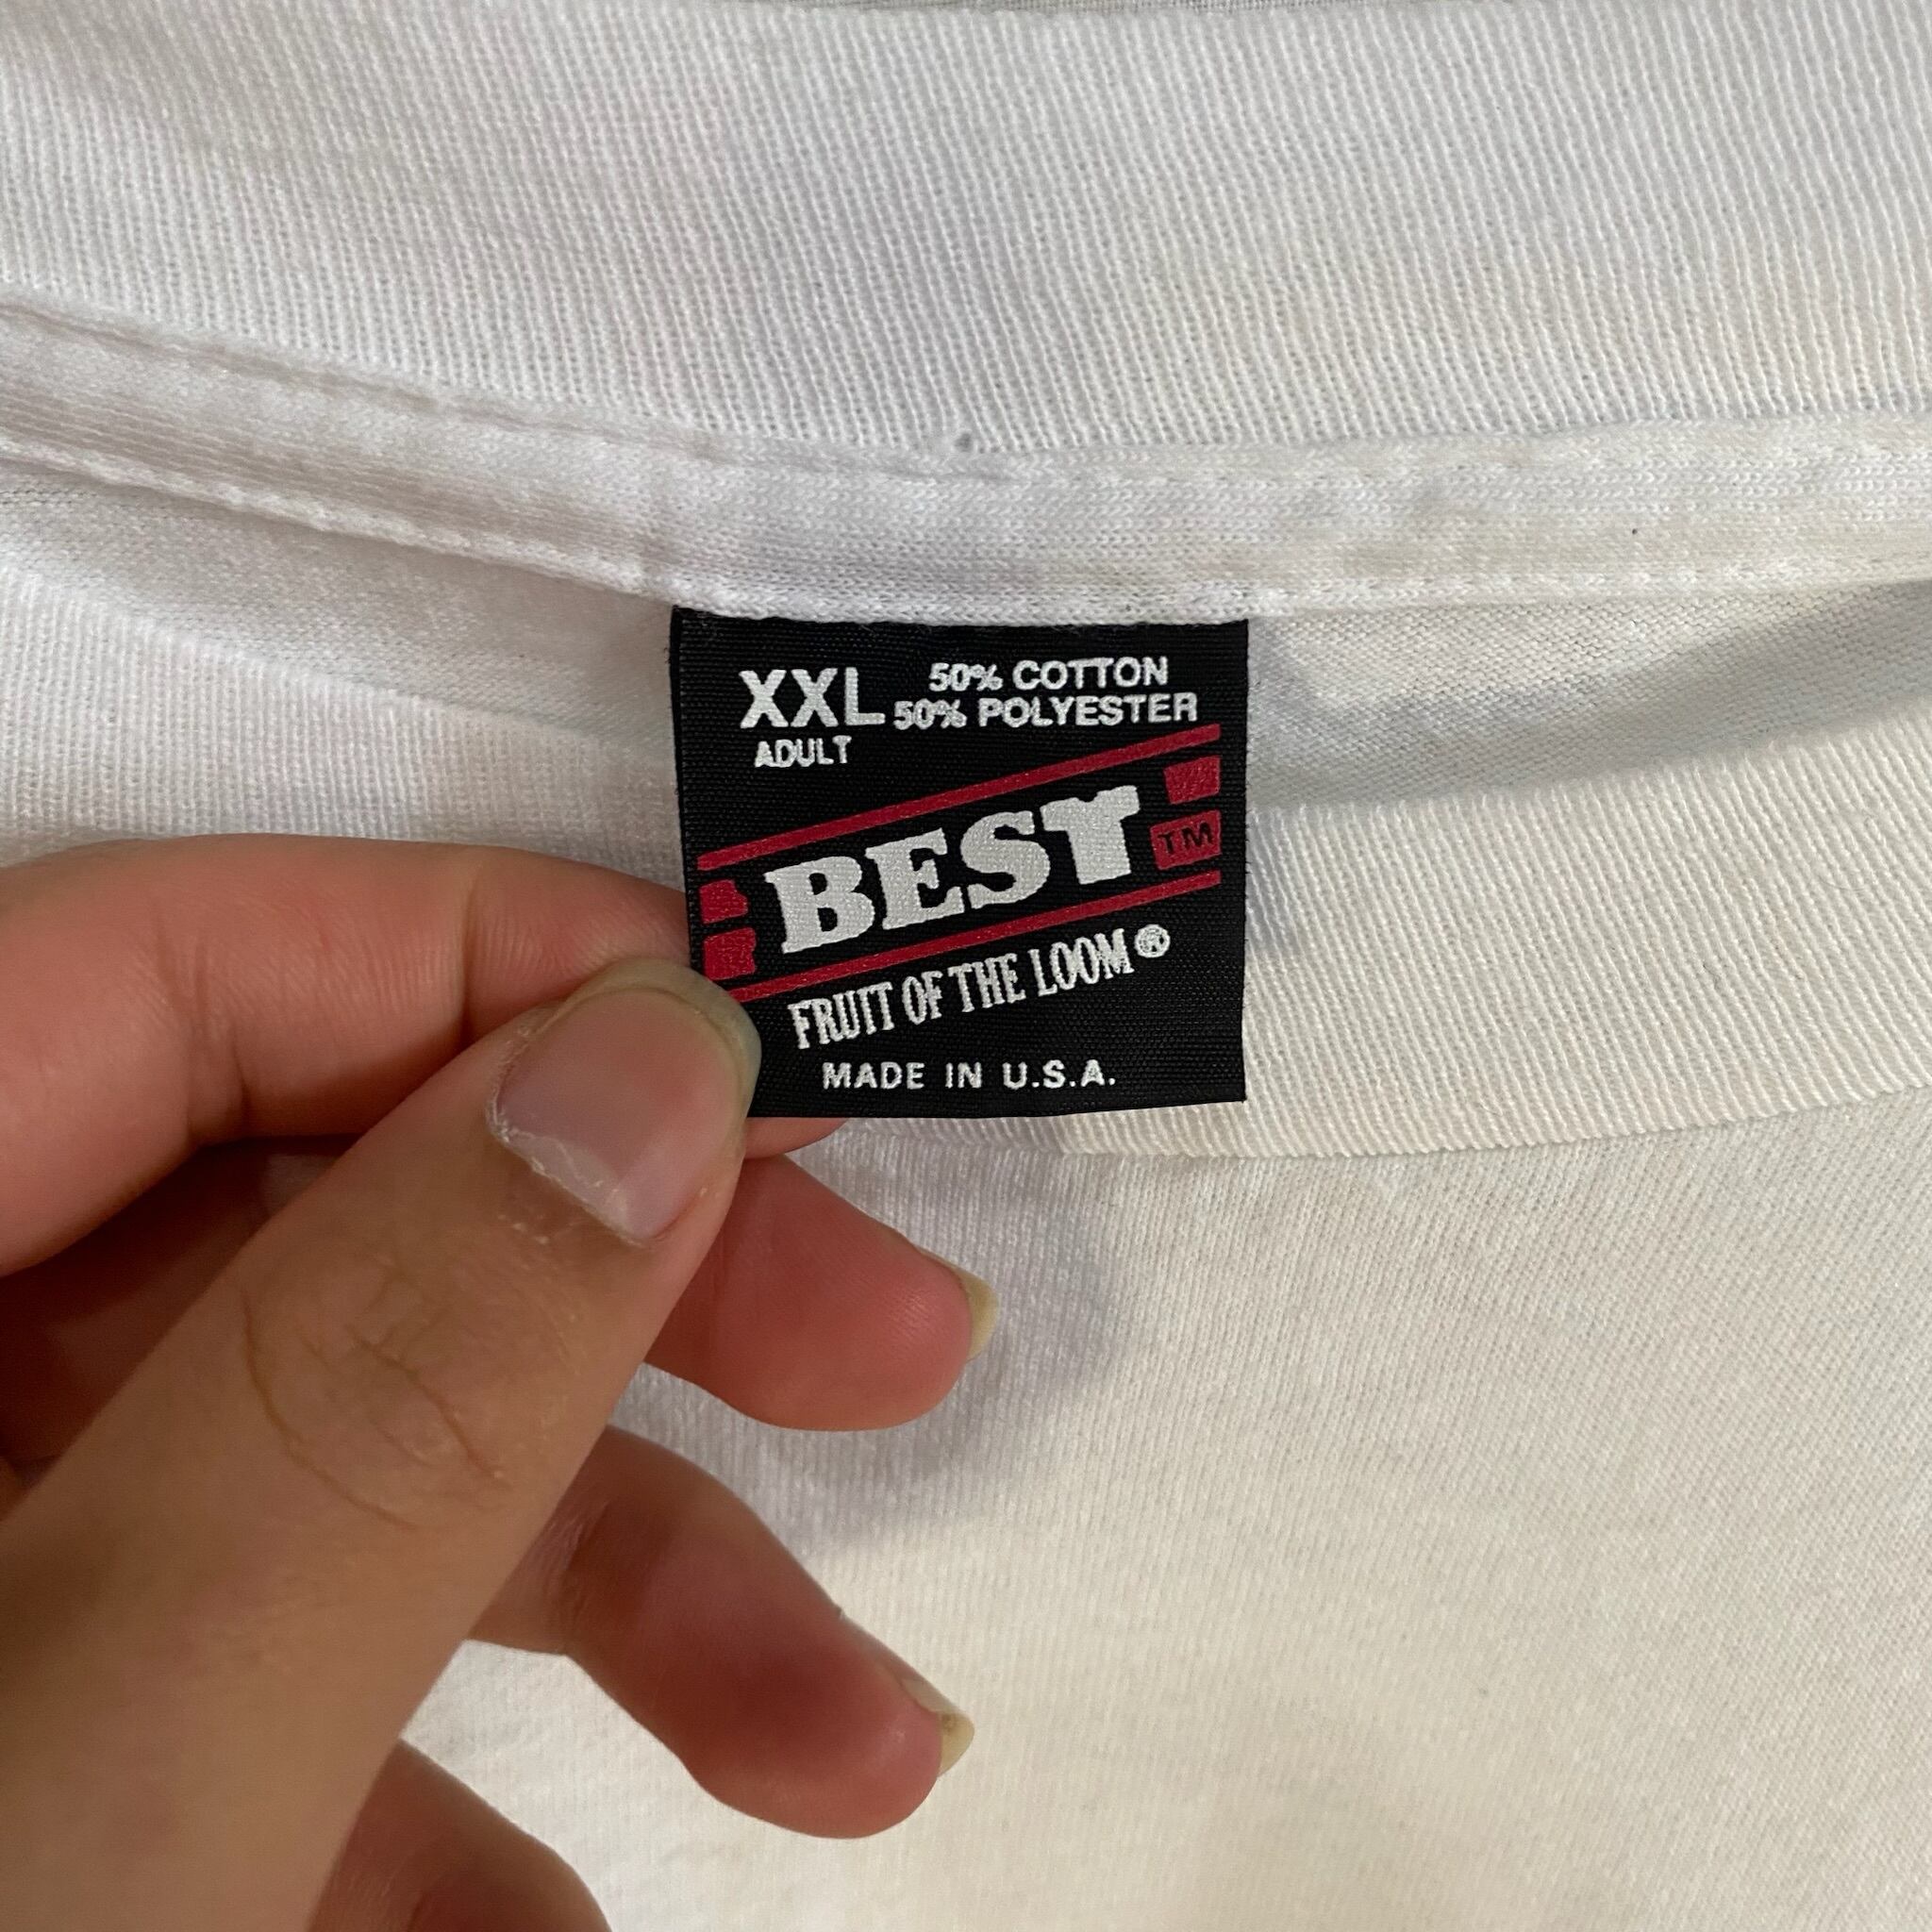 XXL 50% COTTON
50% POLYESTER
ADULT
BEST TM
FRUIT OF THE LOOM®
MADE IN U.S.A.